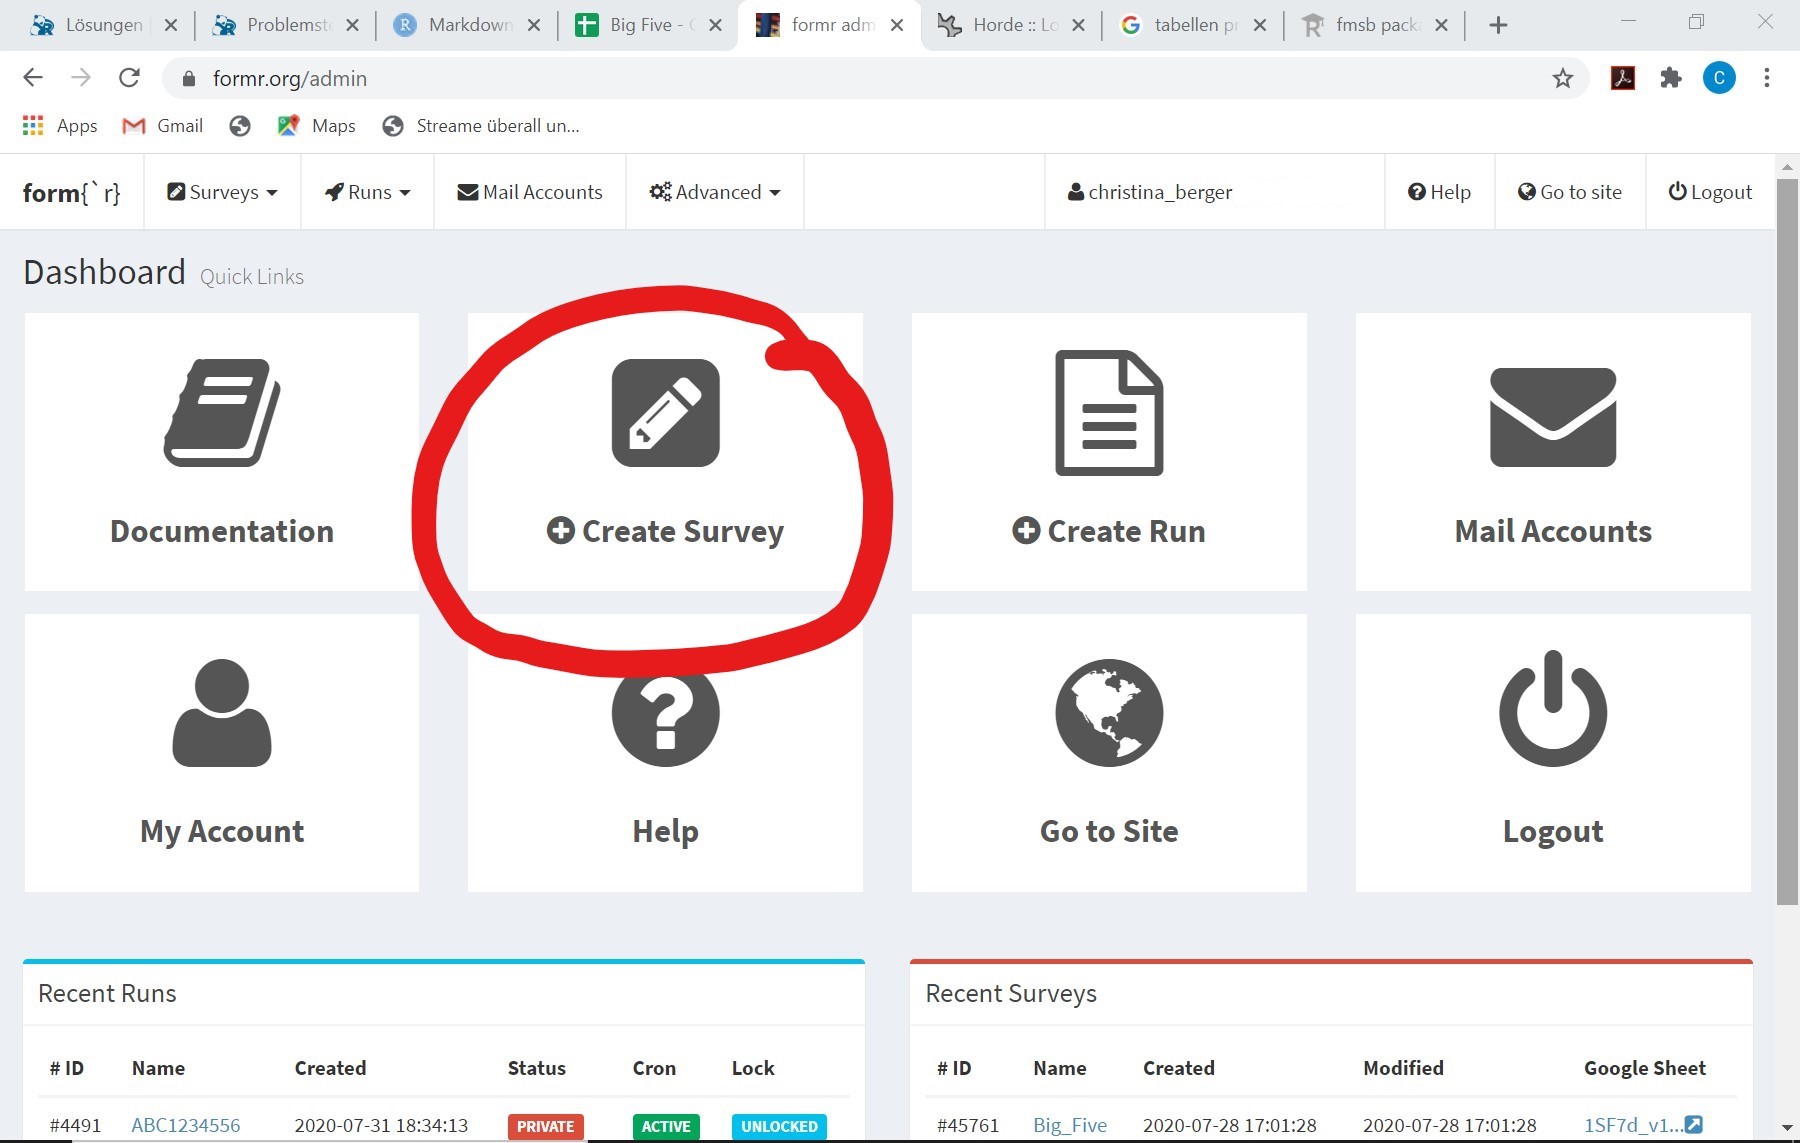 Lösungen
Problemst
Markdown
Big Five -
formr adm
Horde :: Lo
tabellen pr
fmsb pack
formr.org/admin
C
Apps
Gmail
Maps
Streame überall un...
form{`r}
Surveys
Runs
Mail Accounts
Advanced
christina_berger
Help
Go to site
Logout
Dashboard Quick Links
Documentation
Create Survey
Create Run
Mail Accounts
My Account
Help
Go to Site
Logout
Recent Runs
# ID Name Created Status Cron Lock
#4491 ABC1234556 2020-07-31 18:34:13 PRIVATE ACTIVE UNLOCKED
Recent Surveys
# ID Name Created Modified Google Sheet
#45761 Big_Five 2020-07-28 17:01:28 2020-07-28 17:01:28 1SF7d_v1...